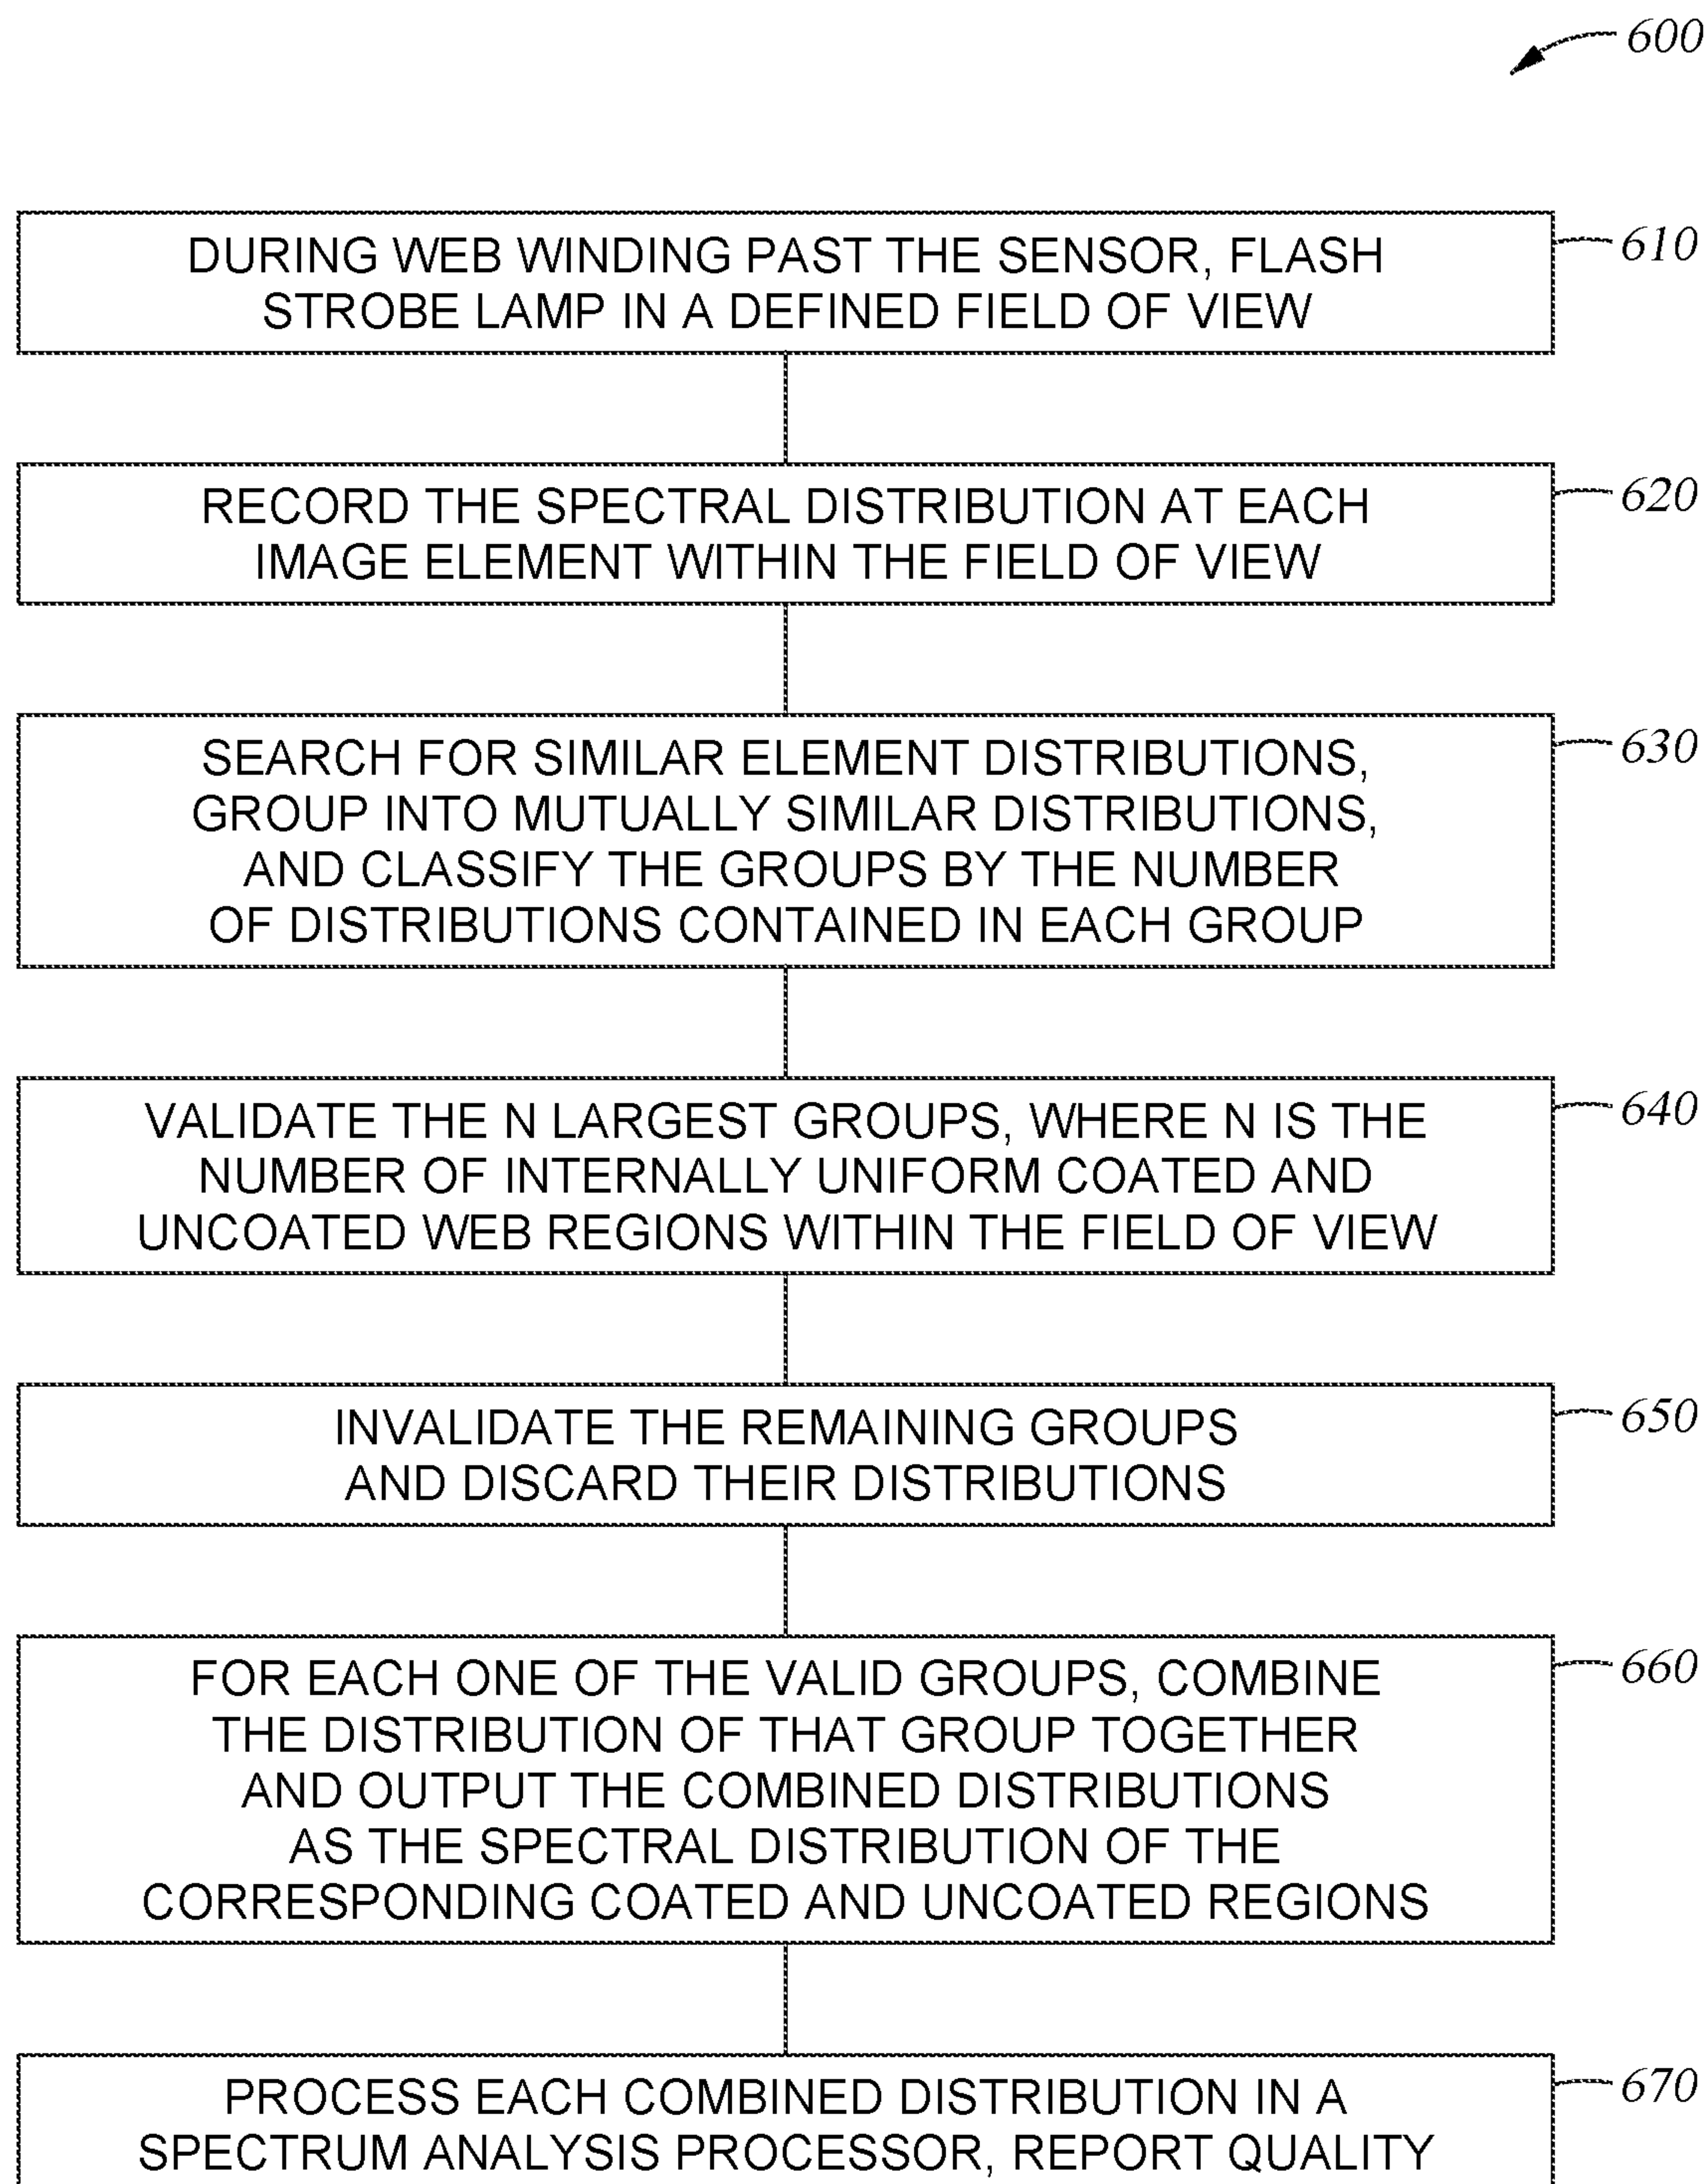 600
DURING WEB WINDING PAST THE SENSOR, FLASH
STROBE LAMP IN A DEFINED FIELD OF VIEW
610
RECORD THE SPECTRAL DISTRIBUTION AT EACH
IMAGE ELEMENT WITHIN THE FIELD OF VIEW
620
SEARCH FOR SIMILAR ELEMENT DISTRIBUTIONS,
GROUP INTO MUTUALLY SIMILAR DISTRIBUTIONS,
AND CLASSIFY THE GROUPS BY THE NUMBER
OF DISTRIBUTIONS CONTAINED IN EACH GROUP
630
VALIDATE THE N LARGEST GROUPS, WHERE N IS THE
NUMBER OF INTERNALLY UNIFORM COATED AND
UNCOATED WEB REGIONS WITHIN THE FIELD OF VIEW
640
INVALIDATE THE REMAINING GROUPS
AND DISCARD THEIR DISTRIBUTIONS
650
FOR EACH ONE OF THE VALID GROUPS, COMBINE
THE DISTRIBUTION OF THAT GROUP TOGETHER
AND OUTPUT THE COMBINED DISTRIBUTIONS
AS THE SPECTRAL DISTRIBUTION OF THE
CORRESPONDING COATED AND UNCOATED REGIONS
660
PROCESS EACH COMBINED DISTRIBUTION IN A
SPECTRUM ANALYSIS PROCESSOR, REPORT QUALITY
670